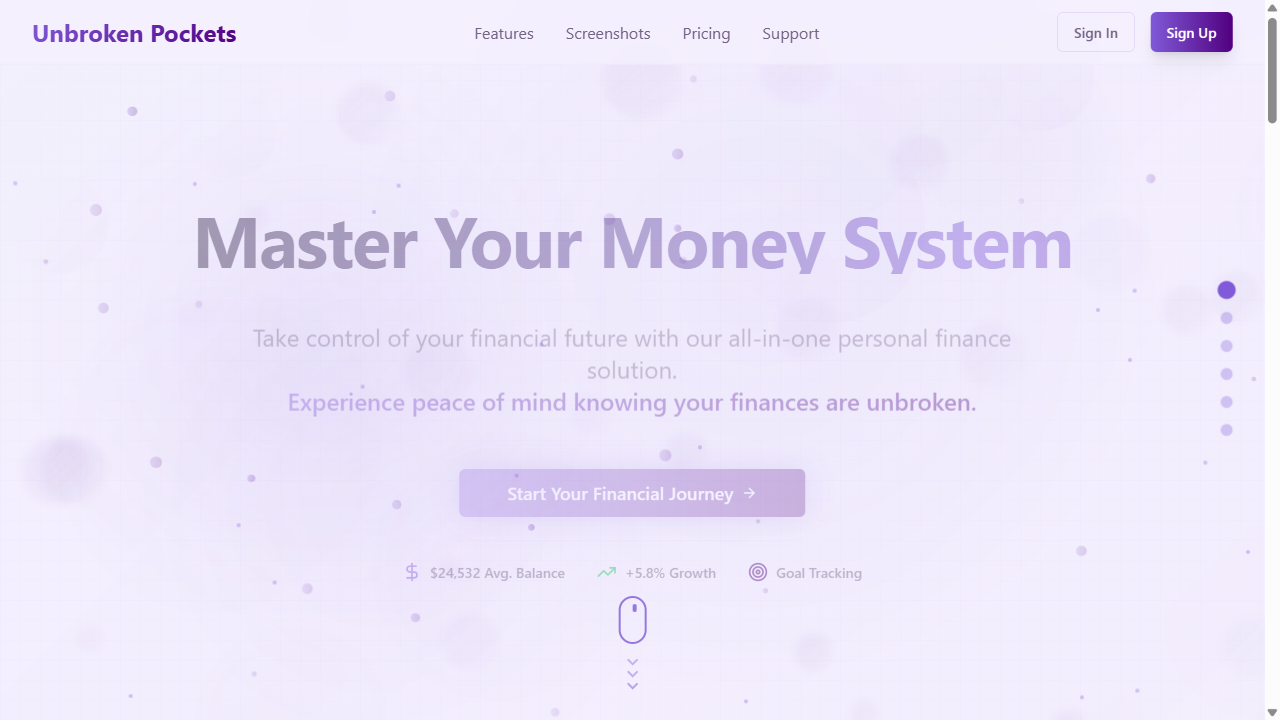 Unbroken Pockets
Features
Screenshots
Pricing
Support
Sign In
Sign Up
Master Your Money System
Take control of your financial future with our all-in-one personal finance
solution.
Experience peace of mind knowing your finances are unbroken.
Start Your Financial Journey
$24,532 Avg. Balance
+5.8% Growth
Goal Tracking